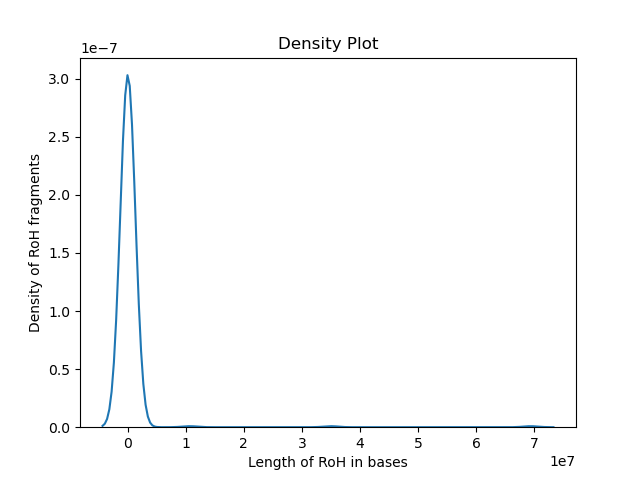 Density Plot
1e−7
3.0
2.5
2.0
1.5
1.0
0.5
0.0
Density of RoH fragments
0 1 2 3 4 5 6 7
1e7
Length of RoH in bases